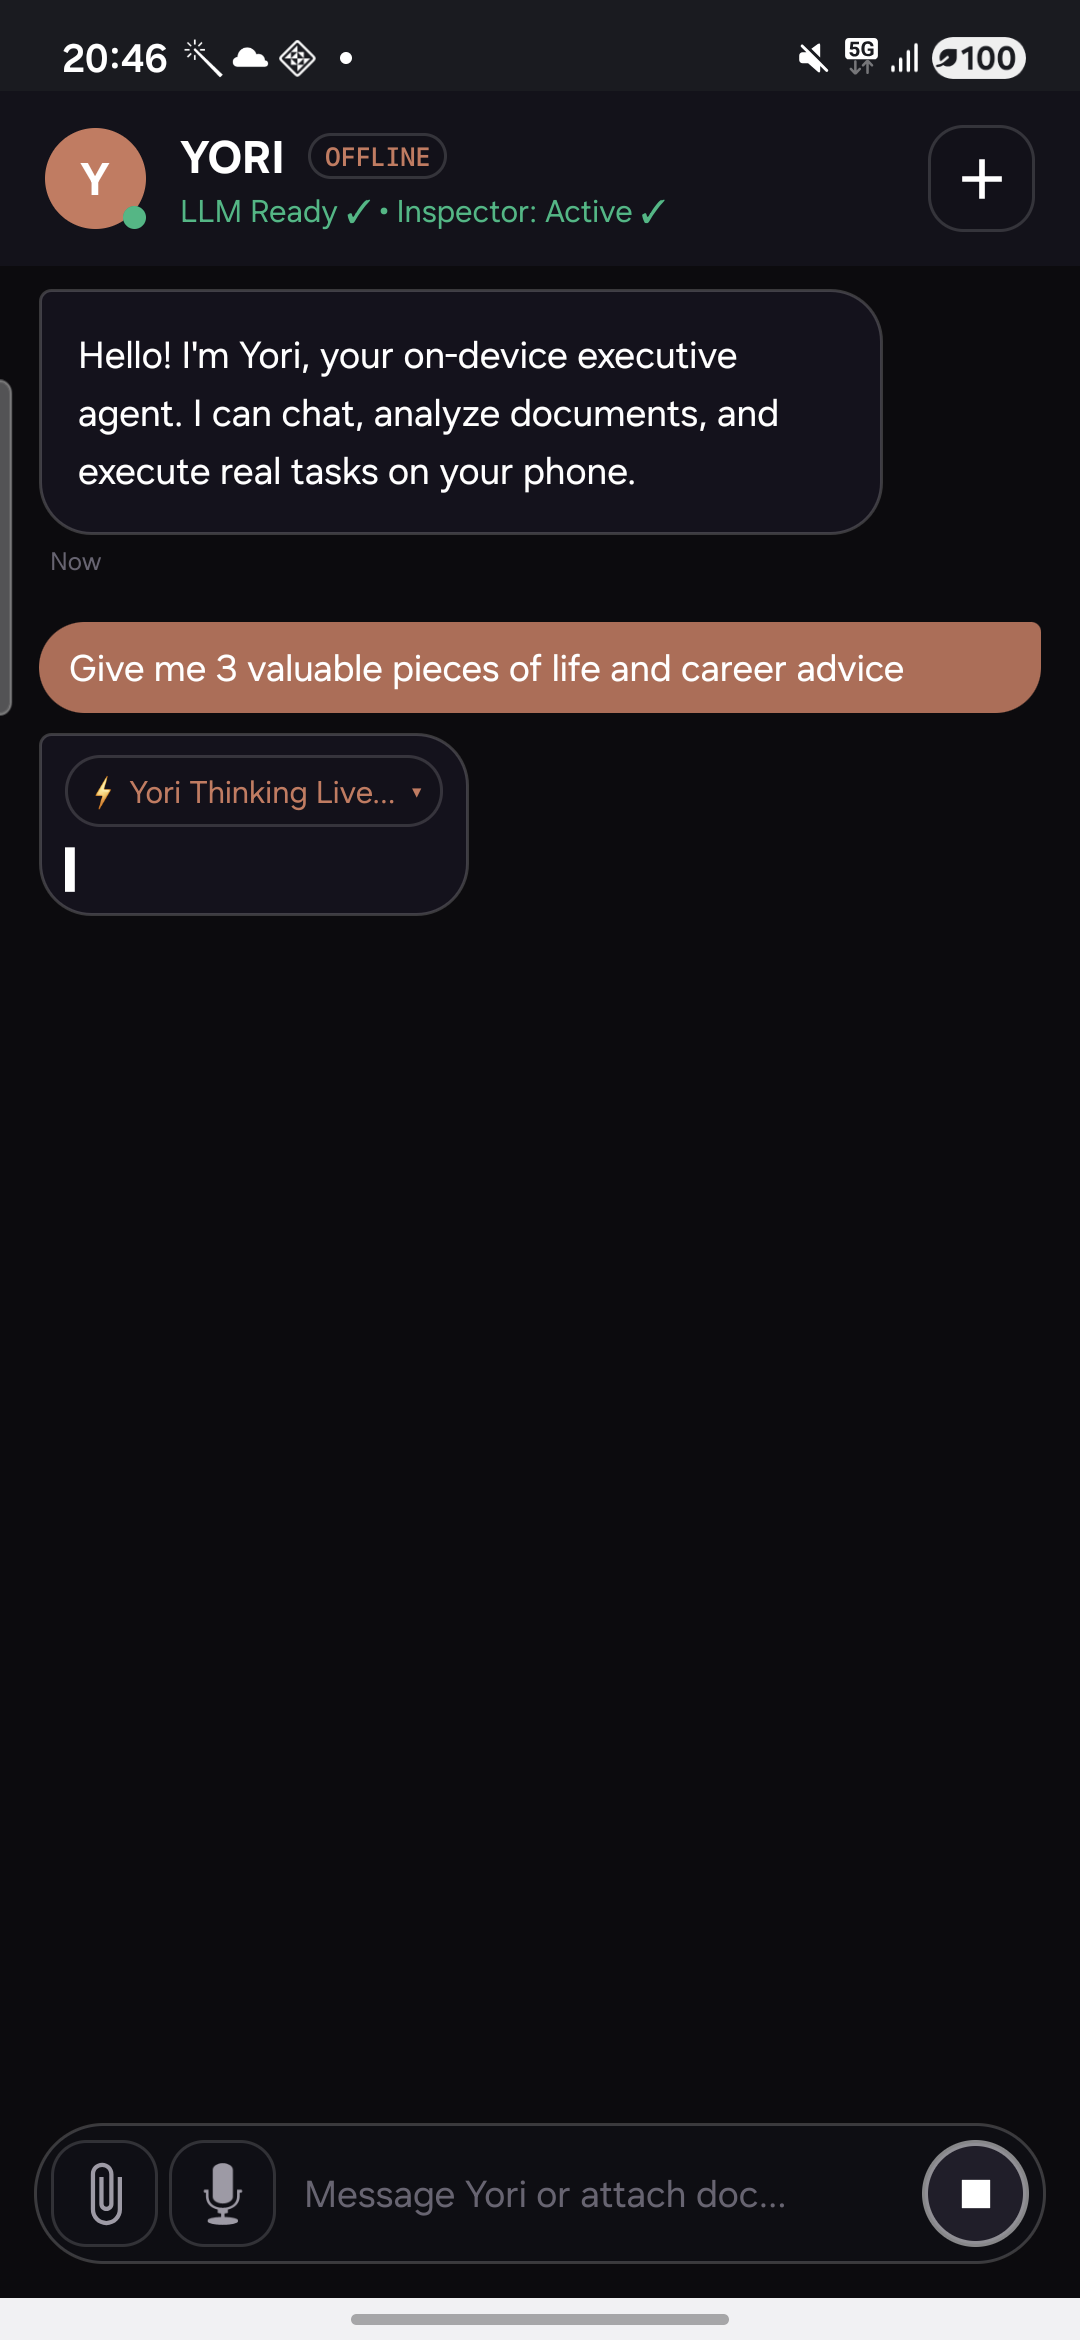 20:46
5G
100
Y
YORI
OFFLINE
LLM Ready ✓ • Inspector: Active ✓
Hello! I'm Yori, your on-device executive
agent. I can chat, analyze documents, and
execute real tasks on your phone.
Now
Give me 3 valuable pieces of life and career advice
⚡ Yori Thinking Live... ▾
Message Yori or attach doc...